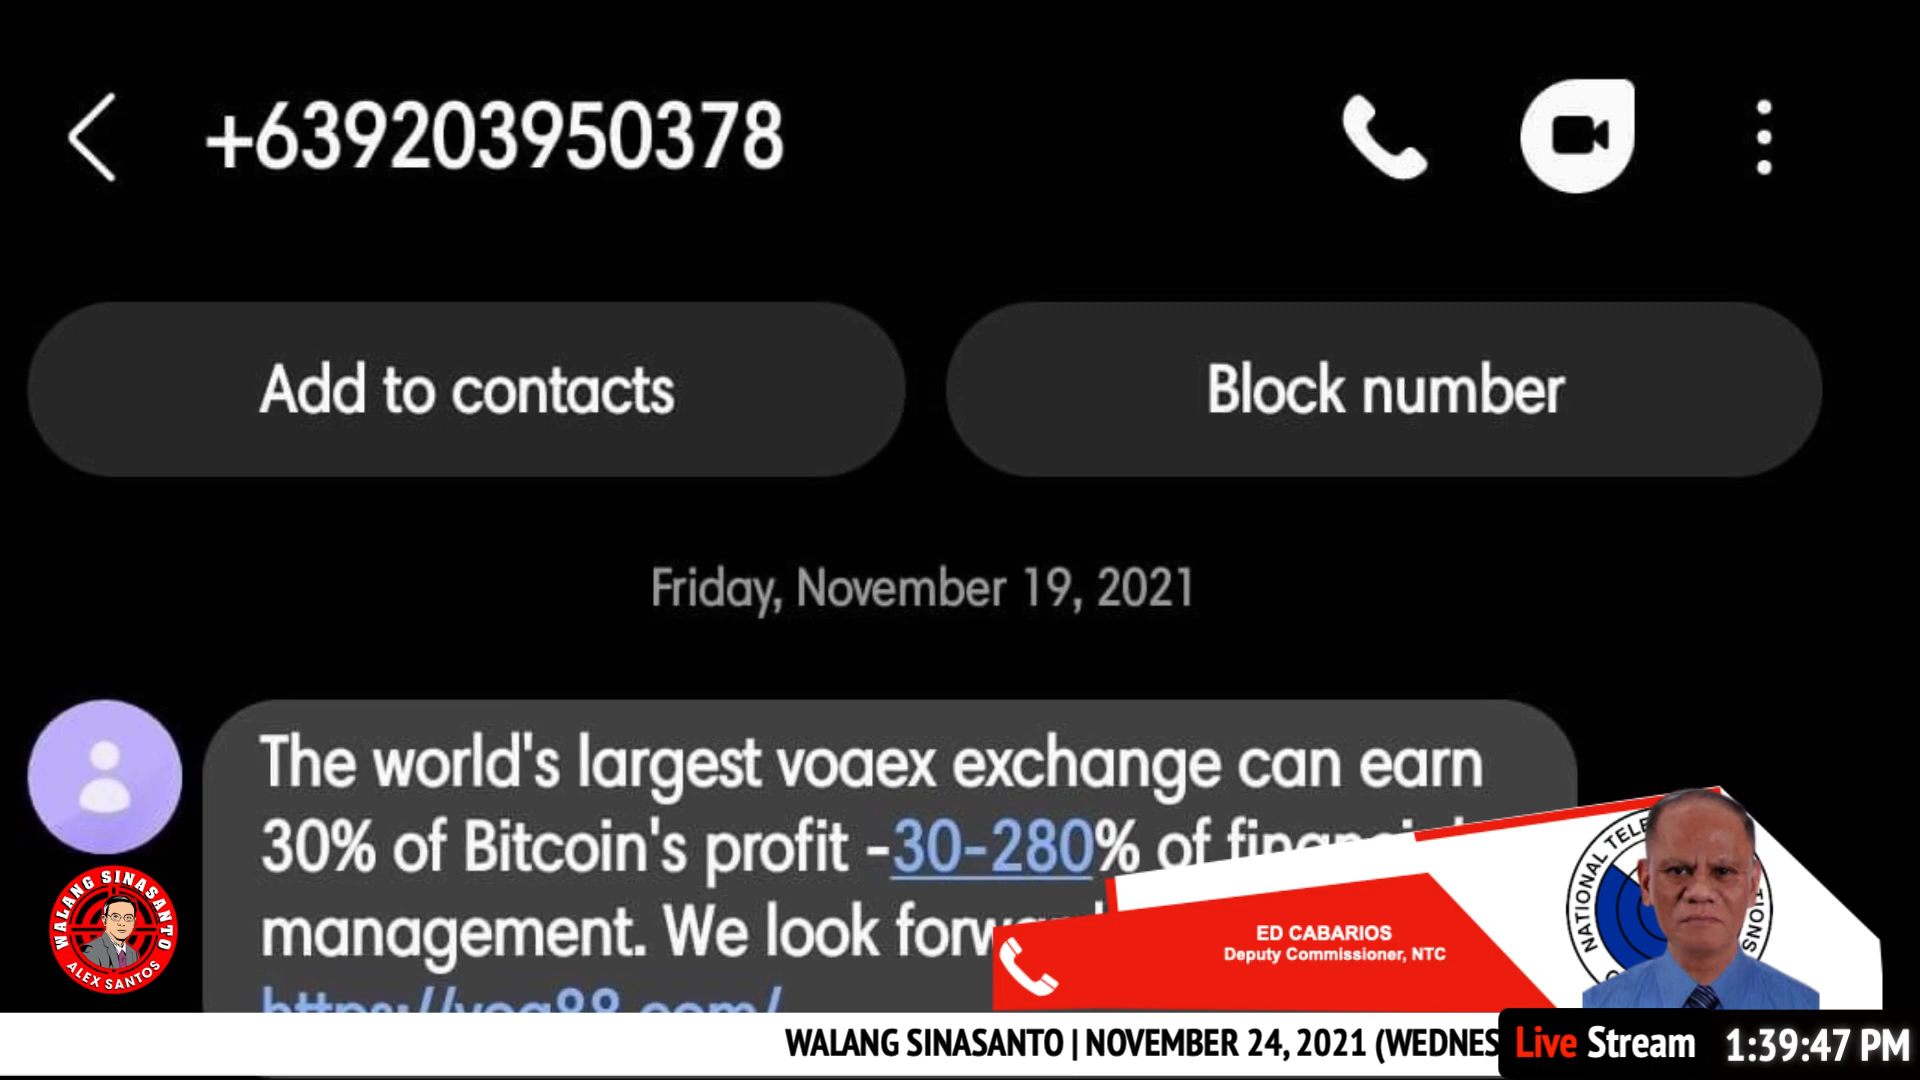 +639203950378
Add to contacts
Block number
Friday, November 19, 2021
The world's largest voaex exchange can earn
30% of Bitcoin's profit -30-280% of
management. We look
WALANG SINASANTO
ALEX SANTOS
ED CABARIOS
Deputy Commissioner, NTC
NATIONAL
WALANG SINASANTO | NOVEMBER 24, 2021 (WEDNES
Live Stream
1:39:47 PM